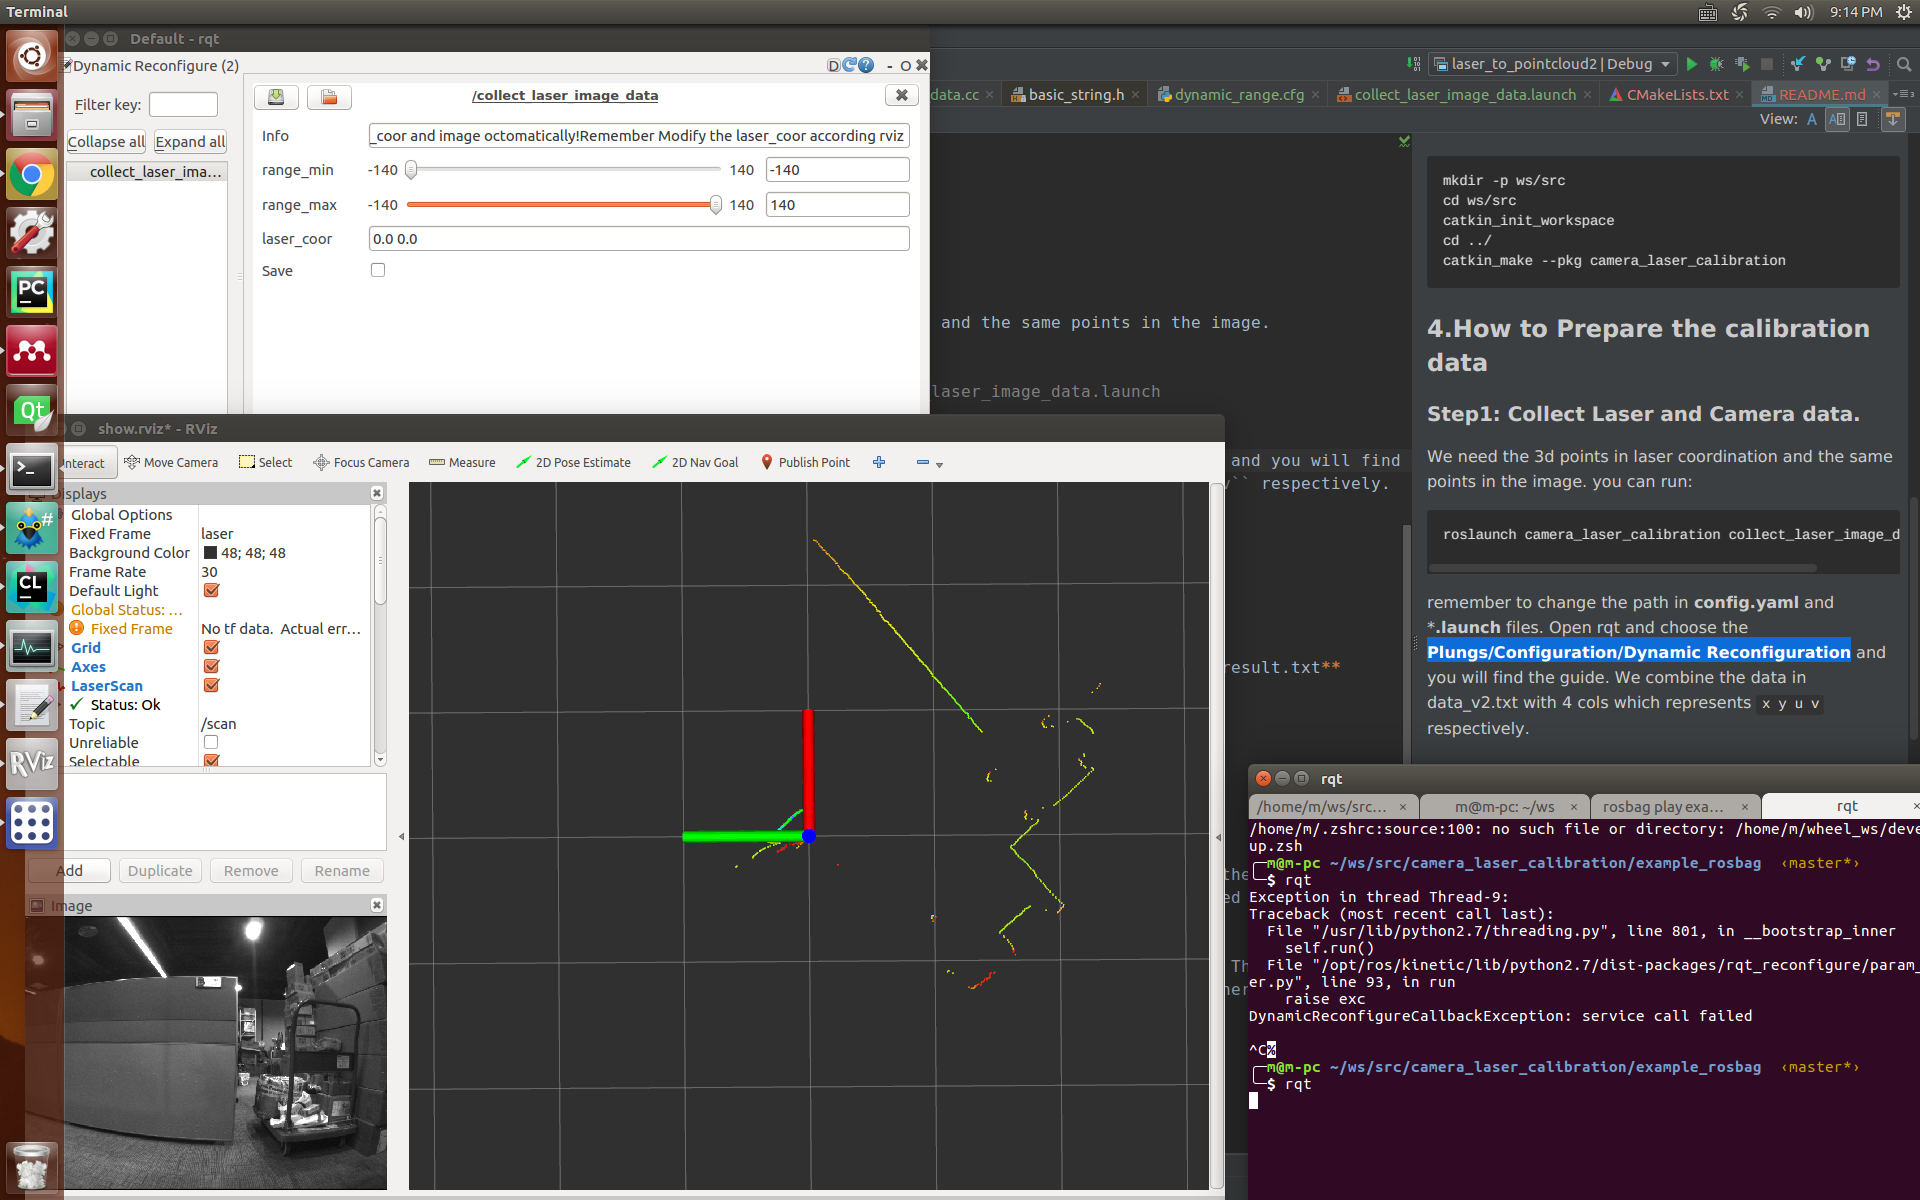 Terminal
9:14 PM
Default - rqt
Dynamic Reconfigure (2)
D
- O
Filter key:
Collapse all
Expand all
collect_laser_ima...
/collect_laser_image_data
Info
_coor and image octomatically!Remember Modify the laser_coor according rviz
range_min
-140
140
-140
range_max
-140
140
140
laser_coor
0.0 0.0
Save
laser_to_pointcloud2 | Debug
data.cc
basic_string.h
dynamic_range.cfg
collect_laser_image_data.launch
CMakeLists.txt
README.md
View:
and the same points in the image.
laser_image_data.launch
and you will find
v`` respectively.
result.txt**
mkdir -p ws/src
cd ws/src
catkin_init_workspace
cd ../
catkin_make --pkg camera_laser_calibration
4.How to Prepare the calibration
data
Step1: Collect Laser and Camera data.
We need the 3d points in laser coordination and the same
points in the image. you can run:
roslaunch camera_laser_calibration collect_laser_image_d
remember to change the path in config.yaml and
*.launch files. Open rqt and choose the
Plungs/Configuration/Dynamic Reconfiguration and
you will find the guide. We combine the data in
data_v2.txt with 4 cols which represents x y u v
respectively.
show.rviz* - RViz
nteract
Move Camera
Select
Focus Camera
Measure
2D Pose Estimate
2D Nav Goal
Publish Point
Displays
Global Options
Fixed Frame laser
Background Color 48; 48; 48
Frame Rate 30
Default Light
Global Status: ...
Fixed Frame No tf data. Actual err...
Grid
Axes
LaserScan
Status: Ok
Topic /scan
Unreliable
Selectable
Add
Duplicate
Remove
Rename
Image
PC
Qt
CL
RViz
rqt
/home/m/ws/src...
m@m-pc: ~/ws
rosbag play exa...
rqt
/home/m/.zshrc:source:100: no such file or directory: /home/m/wheel_ws/deve
up.zsh
m@m-pc ~/ws/src/camera_laser_calibration/example_rosbag ‹master*›
$ rqt
Exception in thread Thread-9:
Traceback (most recent call last):
File "/usr/lib/python2.7/threading.py", line 801, in __bootstrap_inner
self.run()
File "/opt/ros/kinetic/lib/python2.7/dist-packages/rqt_reconfigure/param_
er.py", line 93, in run
raise exc
DynamicReconfigureCallbackException: service call failed
^C%
m@m-pc ~/ws/src/camera_laser_calibration/example_rosbag ‹master*›
$ rqt